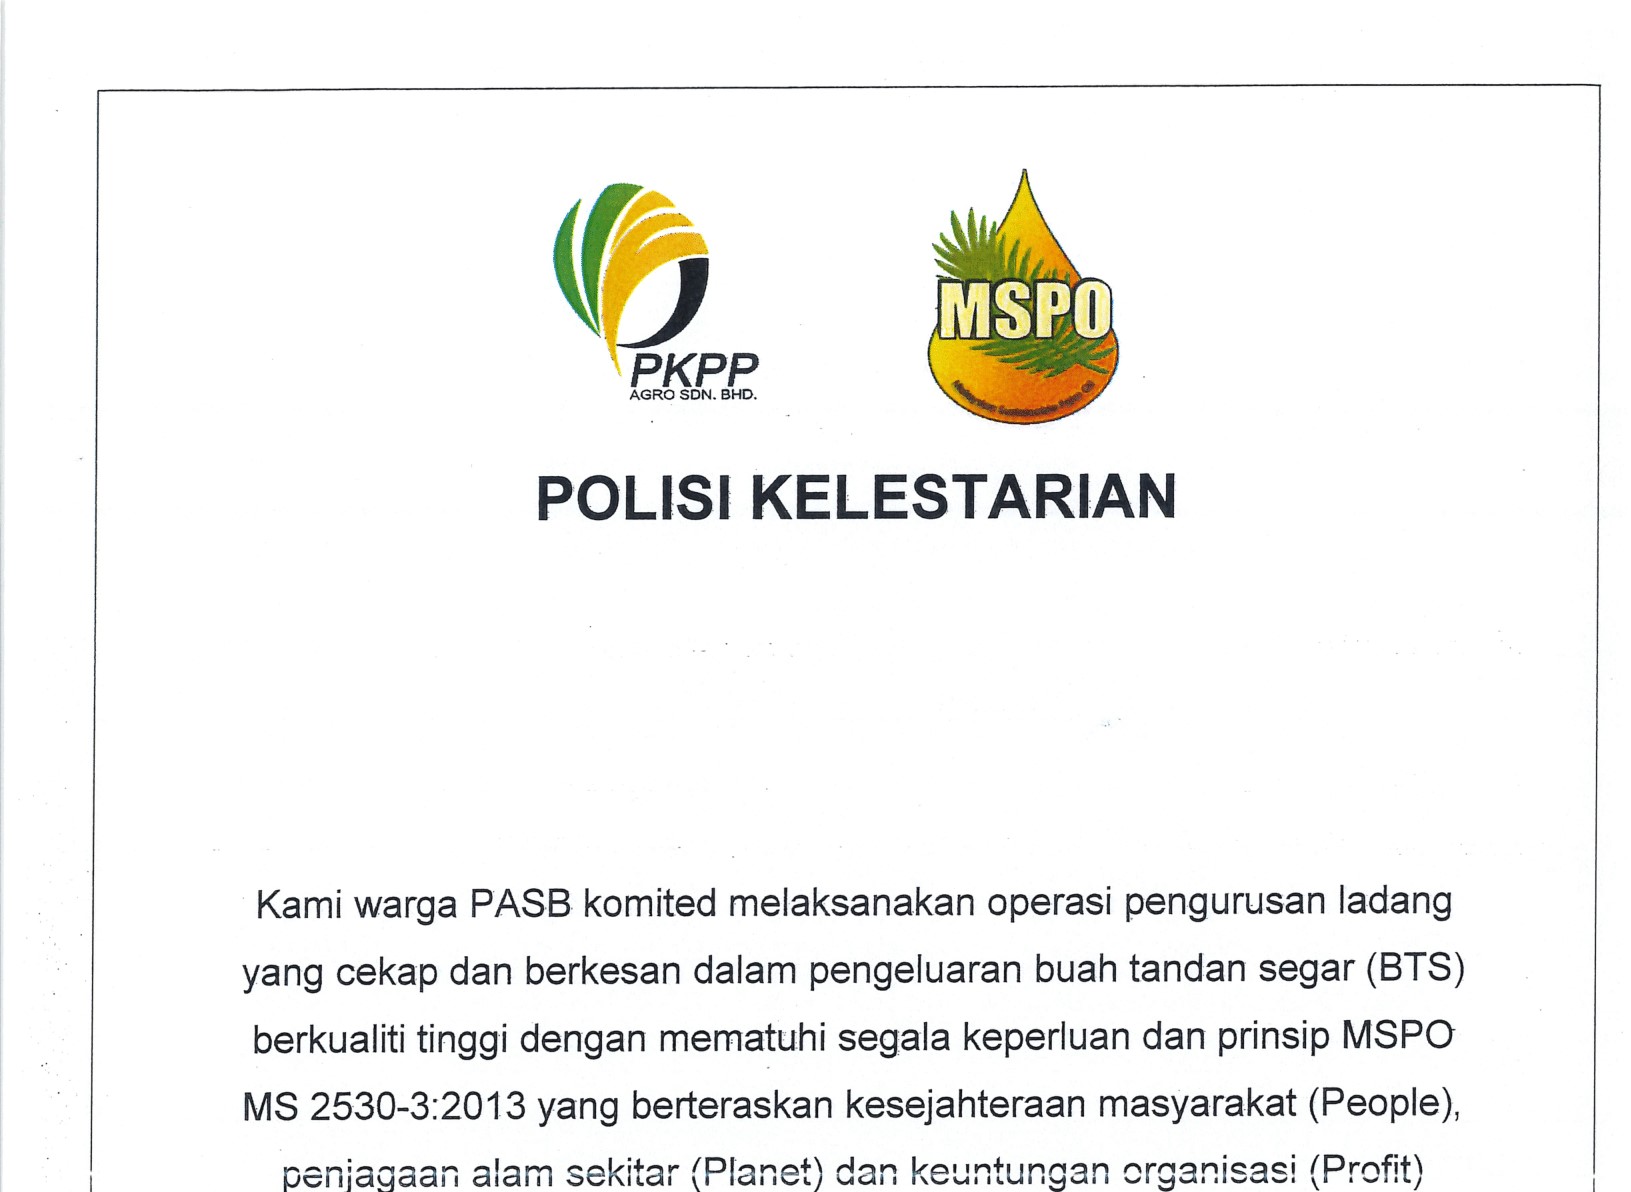 PKPP
AGRO SDN. BHD.
MSPO
POLISI KELESTARIAN
Kami warga PASB komited melaksanakan operasi pengurusan ladang
yang cekap dan berkesan dalam pengeluaran buah tandan segar (BTS)
berkualiti tinggi dengan mematuhi segala keperluan dan prinsip MSPO
MS 2530-3:2013 yang berteraskan kesejahteraan masyarakat (People),
penjagaan alam sekitar (Planet) dan keuntungan organisasi (Profit)